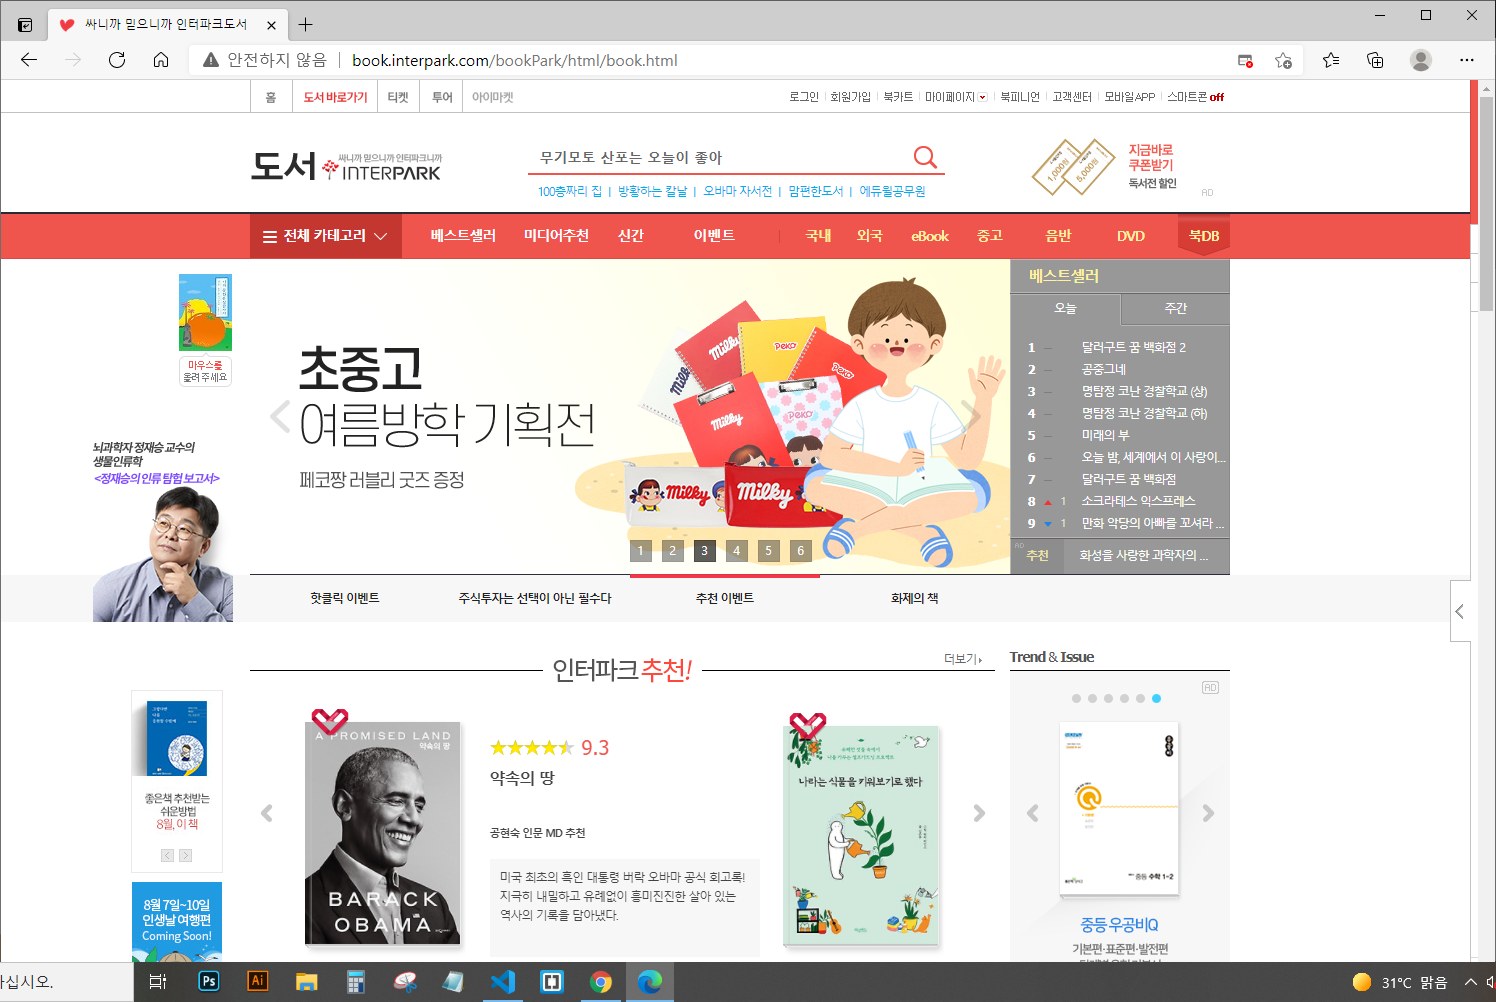 싸니까 믿으니까 인터파크도서
안전하지 않음 book.interpark.com/bookPark/html/book.html
홈 도서 바로가기 티켓 투어 아이마켓
로그인 회원가입 북카트 마이페이지 북피니언 고객센터 모바일APP 스마트콘 off
도서 싸니까 믿으니까 인터파크니까
INTERPARK
무기모토 산포는 오늘이 좋아
100층짜리 집 | 방황하는 칼날 | 오바마 자서전 | 맘편한도서 | 에듀윌공무원
1,000원
5,000원
지금바로
쿠폰받기
독서전 할인
AD
전체 카테고리 베스트셀러 미디어추천 신간 이벤트 국내 외국 eBook 중고 음반 DVD 북DB
마우스를
올려 주세요
뇌과학자 정재승 교수의
생물인류학
<정재승의 인류 탐험 보고서>
초중고
여름방학 기획전
페코짱 러블리 굿즈 증정
Milky
Milky
PEKO
PEKO
PEKO
Milky
Milky
Milky
1 2 3 4 5 6
베스트셀러
오늘 주간
1 달러구트 꿈 백화점 2
2 공중그네
3 명탐정 코난 경찰학교 (상)
4 명탐정 코난 경찰학교 (하)
5 미래의 부
6 오늘 밤, 세계에서 이 사랑이...
7 달러구트 꿈 백화점
8 1 소크라테스 익스프레스
9 1 만화 악당의 아빠를 꼬셔라 ...
AD
추천 화성을 사랑한 과학자의 ...
핫클릭 이벤트 주식투자는 선택이 아닌 필수다 추천 이벤트 화제의 책
인터파크 추천!
더보기
Trend & Issue
AD
A PROMISED LAND
약속의 땅
BARACK
OBAMA
9.3
약속의 땅
공현숙 인문 MD 추천
미국 최초의 흑인 대통령 버락 오바마 공식 회고록!
지극히 내밀하고 유례없이 흥미진진한 살아 있는
역사의 기록을 담아냈다.
나라는 식물을 키워보기로 했다
중등 수학 1-2
중등 우공비Q
기본편·표준편·발전편
좋은책 추천받는
쉬운방법
8월, 이 책
8월 7일~10일
인생날 여행편
Coming Soon!
하십시오.
Ps Ai
31°C 맑음